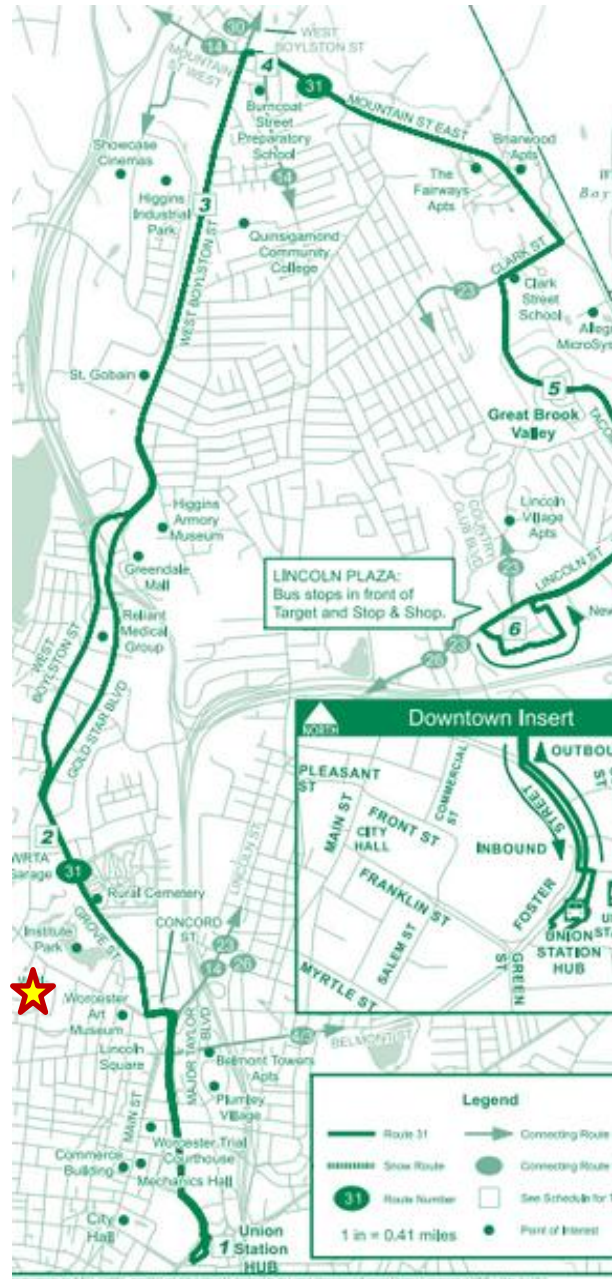 30
WEST
BOYLSTON ST
14
MOUNTAIN
ST WEST
4
31
MOUNTAIN ST EAST
Burncoat
Street
Preparatory
School
14
Briarwood
Apts
The
Fairways
Apts
Showcase
Cinemas
Higgins
Industrial
Park
3
WEST BOYLSTON ST
Quinsigamond
Community
College
CLARK ST
23
Clark
Street
School
St. Gobain
5
Great Brook
Valley
Higgins
Armory
Museum
Greendale
Mall
COUNTRY
CLUB BLVD
Lincoln
Village
Apts
23
LINCOLN ST
LINCOLN PLAZA:
Bus stops in front of
Target and Stop & Shop.
6
23
26
Reliant
Medical
Group
WEST
BOYLSTON ST
GOLD STAR BLVD
2
31
Rural Cemetery
GROVE ST
Institute
Park
CONCORD
ST
LINCOLN ST
23
14
26
Worcester
Art
Museum
Lincoln
Square
MAJOR TAYLOR
BLVD
BELMONT ST
Belmont Towers
Apts
Plumley
Village
MAIN ST
Worcester Trial
Courthouse
Commerce
Building
Mechanics Hall
City
Hall
1 Union
Station
HUB
NORTH
Downtown Insert
PLEASANT
ST
MAIN ST
COMMERCIAL
ST
FRONT ST
CITY
HALL
STREET
INBOUND
FRANKLIN ST
FOSTER
SALEM ST
MYRTLE ST
GREEN
ST
UNION
STATION
HUB
Legend
Route 31
Connecting Route
Snow Route
Connecting Route
31
Route Number
See Schedule for
1 in = 0.41 miles
Point of Interest